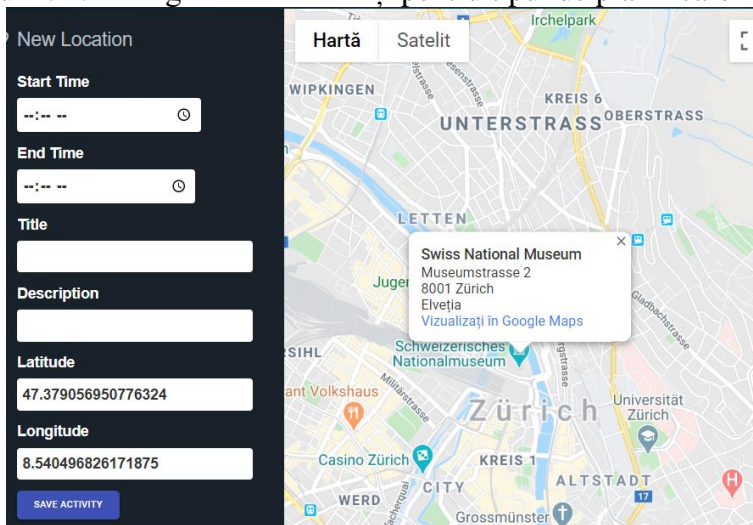 New Location
Start Time
--:-- --
End Time
--:-- --
Title
Description
Latitude
47.379056950776324
Longitude
8.540496826171875
SAVE ACTIVITY
Hartă Satelit
Irchelpark
WIPKINGEN
KREIS 6
OBERSTRASS
UNTERSTRASS
LETTEN
Swiss National Museum
Museumstrasse 2
8001 Zürich
Elveția
Vizualizați în Google Maps
Gladbachstrasse
Schweizerisches
Nationalmuseum
Militärstrasse
Volkshaus
Zürich
Universität
Zürich
Casino Zürich
KREIS 1
CITY
ALTSTADT
17
WERD
Grossmünster